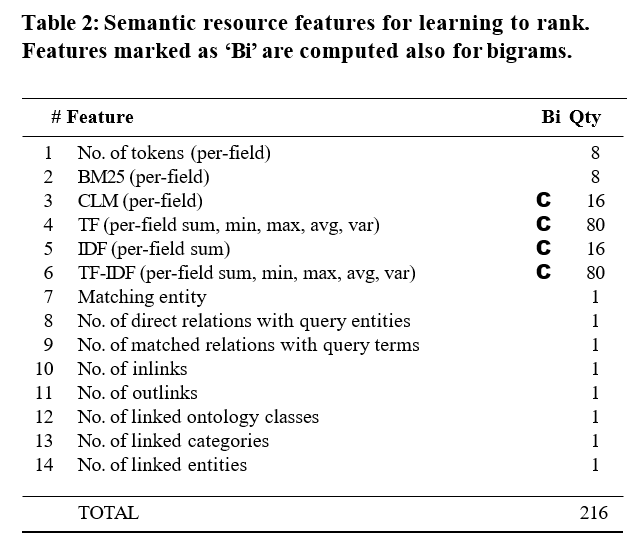 Table 2: Semantic resource features for learning to rank.
Features marked as ‘Bi’ are computed also for bigrams.
# Feature Bi Qty
1 No. of tokens (per-field) 8
2 BM25 (per-field) 8
3 CLM (per-field) C 16
4 TF (per-field sum, min, max, avg, var) C 80
5 IDF (per-field sum) C 16
6 TF-IDF (per-field sum, min, max, avg, var) C 80
7 Matching entity 1
8 No. of direct relations with query entities 1
9 No. of matched relations with query terms 1
10 No. of inlinks 1
11 No. of outlinks 1
12 No. of linked ontology classes 1
13 No. of linked categories 1
14 No. of linked entities 1
TOTAL 216